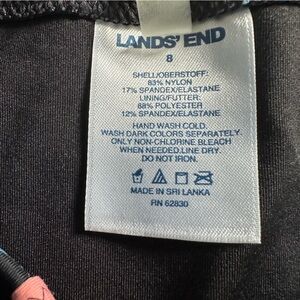 LANDS' END
8
SHELL/OBERSTOFF:
83% NYLON
17% SPANDEX/ELASTANE
LINING/FUTTER:
88% POLYESTER
12% SPANDEX/ELASTANE
HAND WASH COLD.
WASH DARK COLORS SEPARATELY.
ONLY NON-CHLORINE BLEACH
WHEN NEEDED.LINE DRY.
DO NOT IRON.
MADE IN SRI LANKA
RN 62830